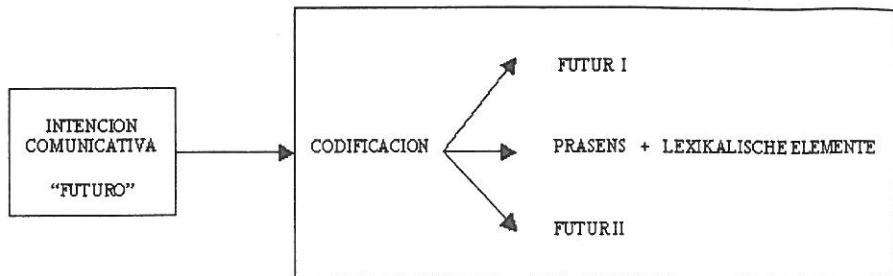 INTENCION
COMUNICATIVA
“FUTURO”
CODIFICACION
FUTUR I
PRASENS + LEXIKALISCHE ELEMENTE
FUTUR II